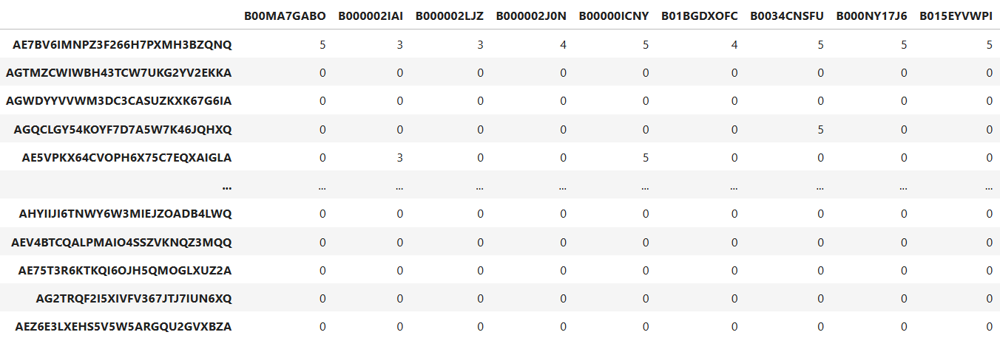 B00MA7GABO B000002IAI B000002LJZ B000002J0N B00000ICNY B01BGDXOFC B0034CNSFU B000NY17J6 B015EYVWPI
AE7BV6IMNPZ3F266H7PXMH3BZQNQ 5 3 3 4 5 4 5 5 5
AGTMZCWIWBH43TCW7UKG2YV2EKKA 0 0 0 0 0 0 0 0 0
AGWDYYVVWM3DC3CASUZKXK67G6IA 0 0 0 0 0 0 0 0 0
AGQCLGY54KOYF7D7A5W7K46JQHXQ 0 0 0 0 0 0 5 0 0
AE5VPKX64CVOPH6X75C7EQXAIGLA 0 3 0 0 5 0 0 0 0
... ... ... ... ... ... ... ... ... ...
AHYIIJI6TNWY6W3MIEJZOADB4LWQ 0 0 0 0 0 0 0 0 0
AEV4BTCQALPMAIO4SSZVKNQZ3MQQ 0 0 0 0 0 0 0 0 0
AE75T3R6KTKQI6OJH5QMOGLXUZ2A 0 0 0 0 0 0 0 0 0
AG2TRQF2I5XIVFV367JTJ7IUN6XQ 0 0 0 0 0 0 0 0 0
AEZ6E3LXEHS5V5W5ARGQU2GVXBZA 0 0 0 0 0 0 0 0 0